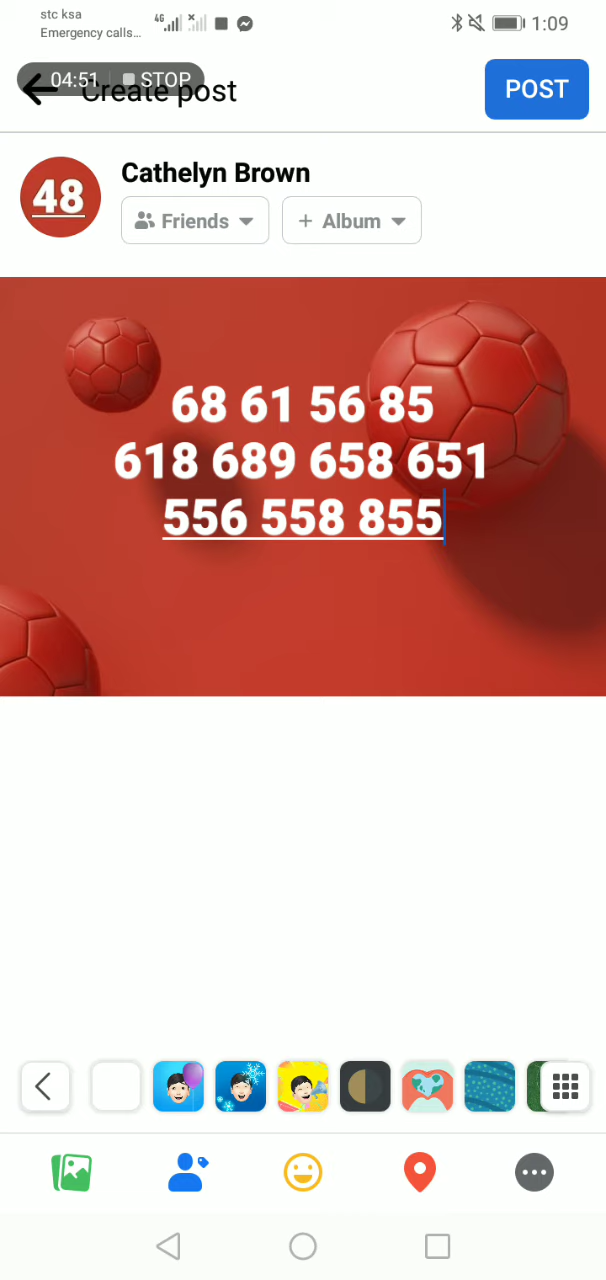 stc ksa
Emergency calls...
4G
1:09
04:51 STOP
Create post
POST
48
Cathelyn Brown
Friends
+ Album
68 61 56 85
618 689 658 651
556 558 855